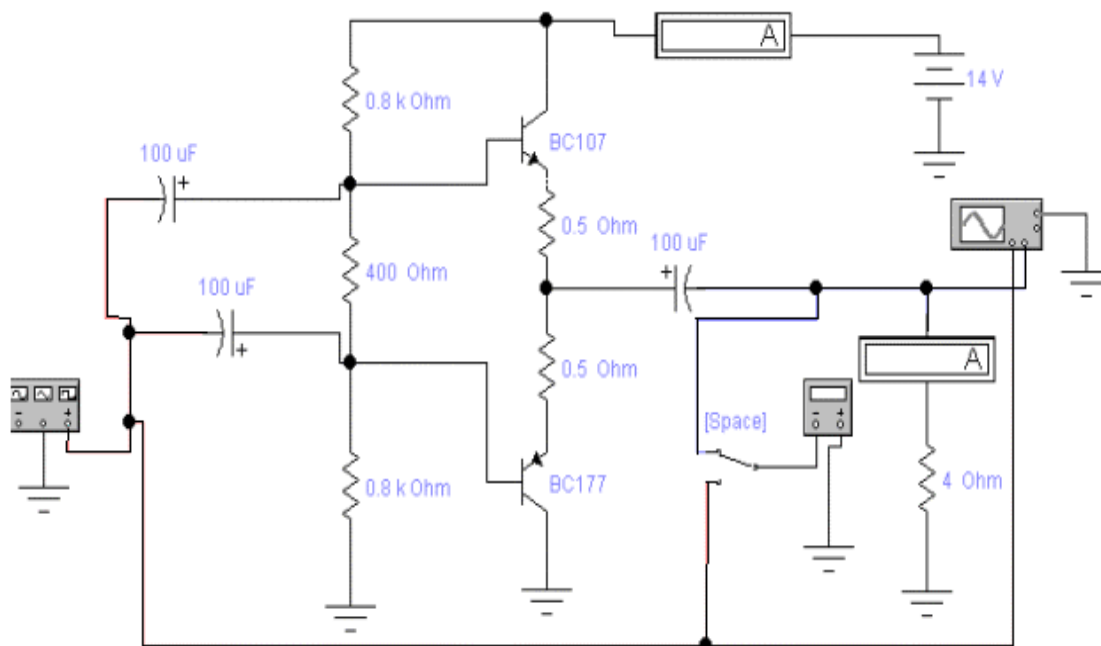 A
14 V
0.8 k Ohm
BC107
100 uF
0.5 Ohm
100 uF
400 Ohm
100 uF
A
0.5 Ohm
[Space]
- +
- +
0.8 k Ohm
BC177
4 Ohm